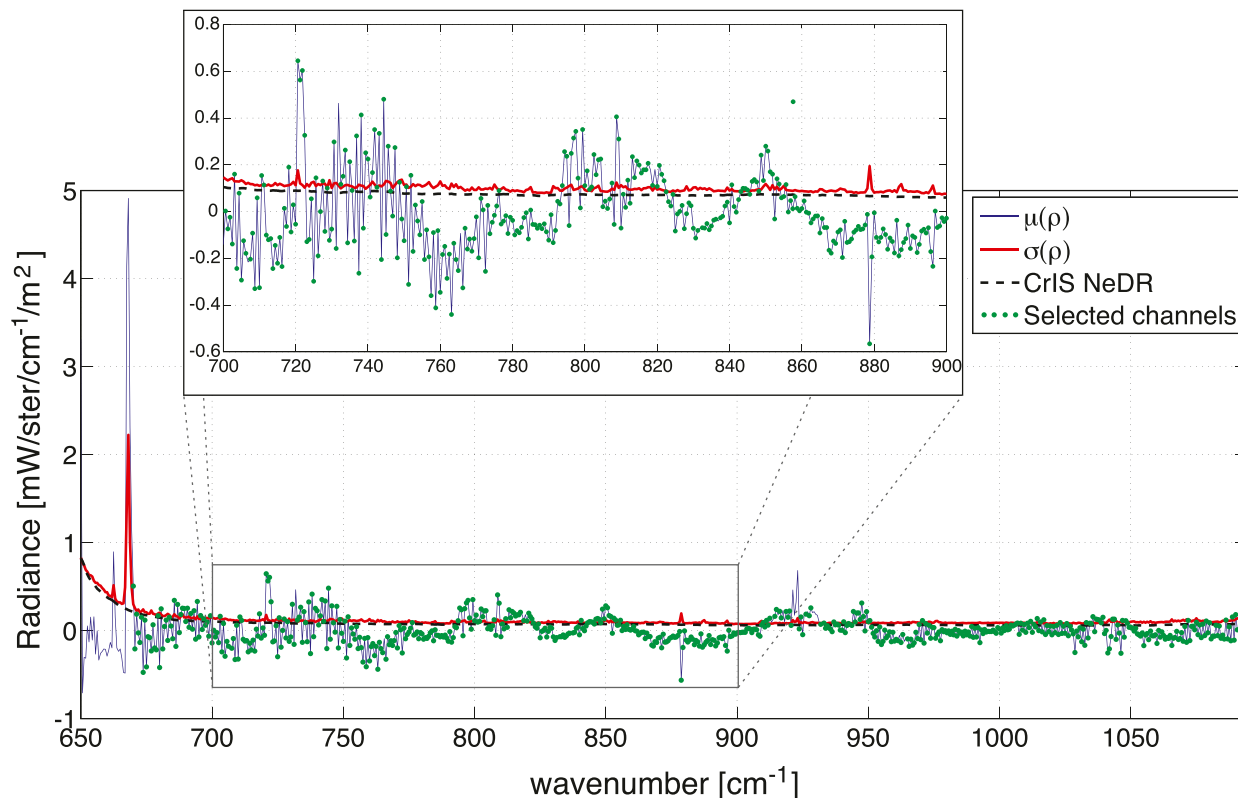 0.8
0.6
0.4
0.2
0
-0.2
-0.4
-0.6
700 720 740 760 780 800 820 840 860 880 900
5
4
3
2
1
0
-1
650 700 750 800 850 900 950 1000 1050
Radiance [mW/ster/cm⁻¹/m²]
wavenumber [cm⁻¹]
μ(ρ)
σ(ρ)
CrIS NeDR
Selected channels